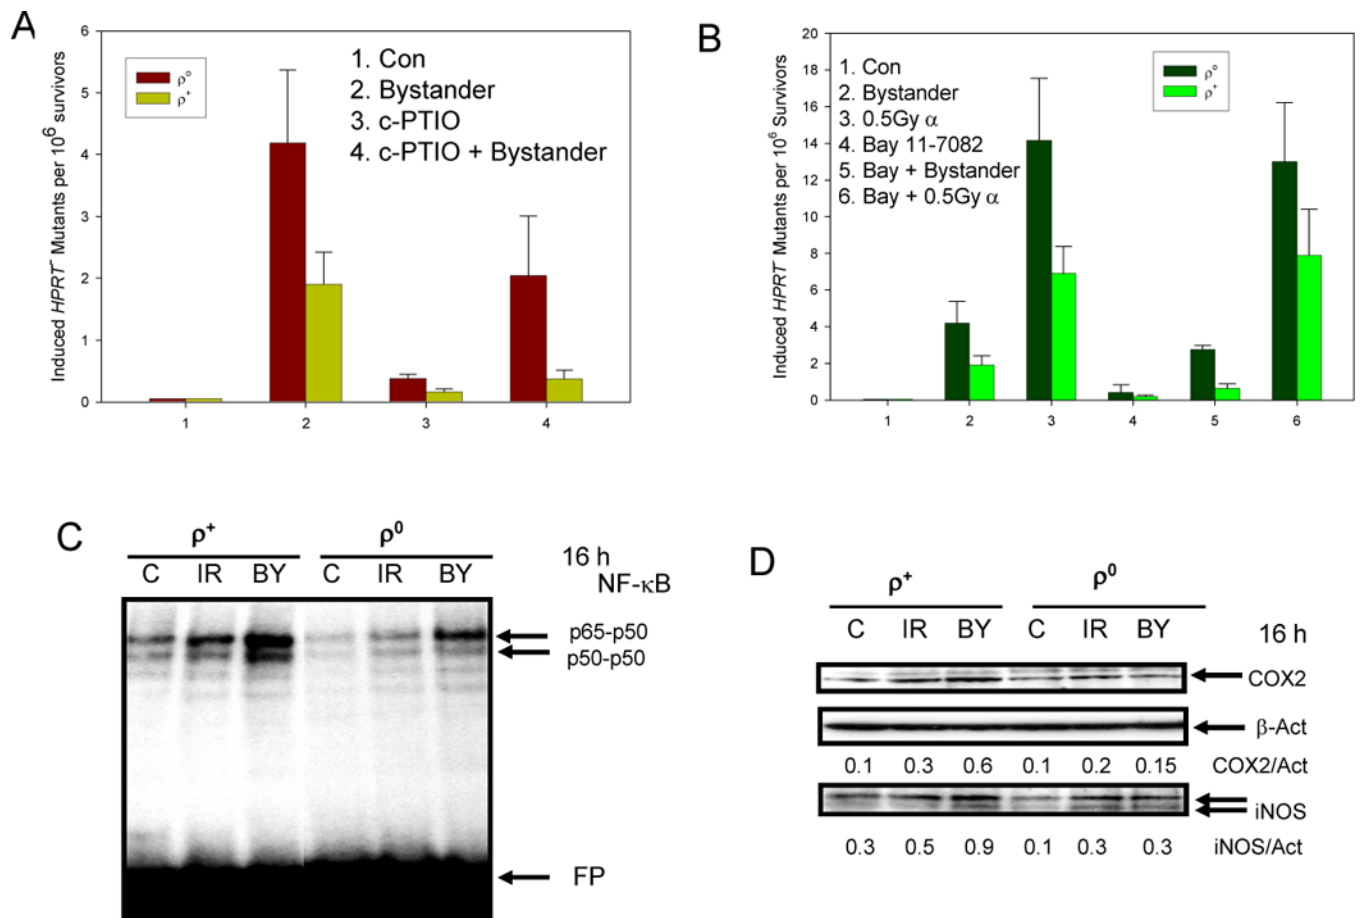 A
Induced HPRT⁻ Mutants per 10⁶ survivors
6
5
4
3
2
1
0
ρ°
ρ⁺
1. Con
2. Bystander
3. c-PTIO
4. c-PTIO + Bystander
1 2 3 4
B
Induced HPRT⁻ Mutants per 10⁶ Survivors
20
18
16
14
12
10
8
6
4
2
0
1. Con
2. Bystander
3. 0.5Gy α
4. Bay 11-7082
5. Bay + Bystander
6. Bay + 0.5Gy α
ρ°
ρ⁺
1 2 3 4 5 6
C
ρ⁺ ρ⁰
C IR BY C IR BY
16 h
NF-κB
p65-p50
p50-p50
FP
D
ρ⁺ ρ⁰
C IR BY C IR BY
16 h
COX2
β-Act
0.1 0.3 0.6 0.1 0.2 0.15 COX2/Act
iNOS
0.3 0.5 0.9 0.1 0.3 0.3 iNOS/Act